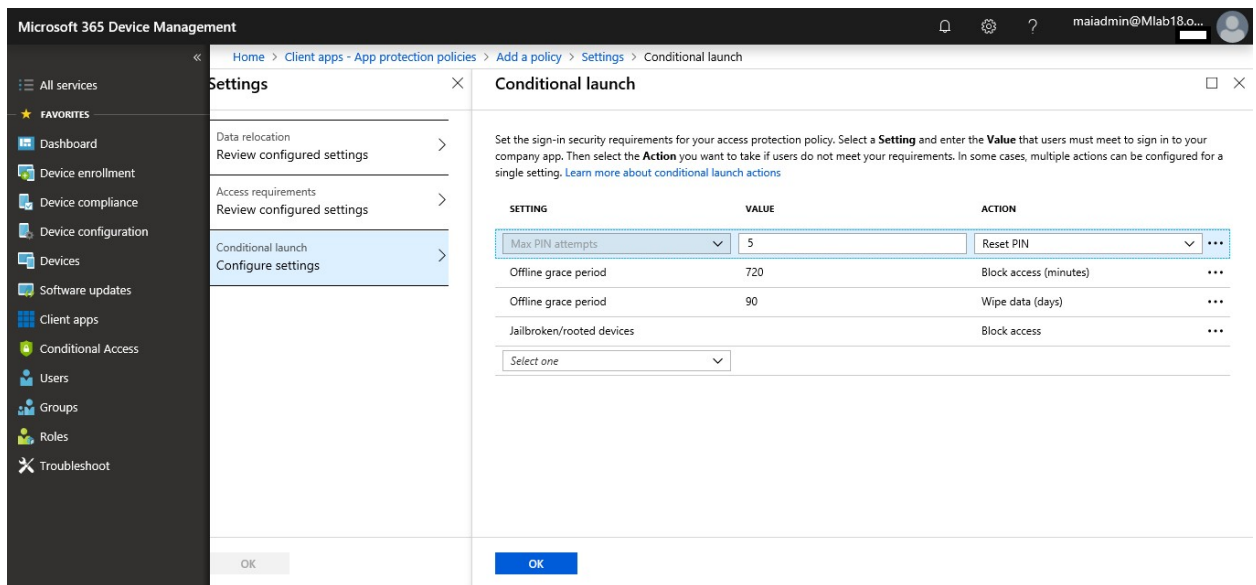 Microsoft 365 Device Management
maiadmin@Mlab18.o...
Home > Client apps - App protection policies > Add a policy > Settings > Conditional launch
All services
FAVORITES
Dashboard
Device enrollment
Device compliance
Device configuration
Devices
Software updates
Client apps
Conditional Access
Users
Groups
Roles
Troubleshoot
Settings
Data relocation
Review configured settings
Access requirements
Review configured settings
Conditional launch
Configure settings
OK
Conditional launch
Set the sign-in security requirements for your access protection policy. Select a Setting and enter the Value that users must meet to sign in to your
company app. Then select the Action you want to take if users do not meet your requirements. In some cases, multiple actions can be configured for a
single setting. Learn more about conditional launch actions
SETTING VALUE ACTION
Max PIN attempts 5 Reset PIN
Offline grace period 720 Block access (minutes)
Offline grace period 90 Wipe data (days)
Jailbroken/rooted devices Block access
Select one
OK